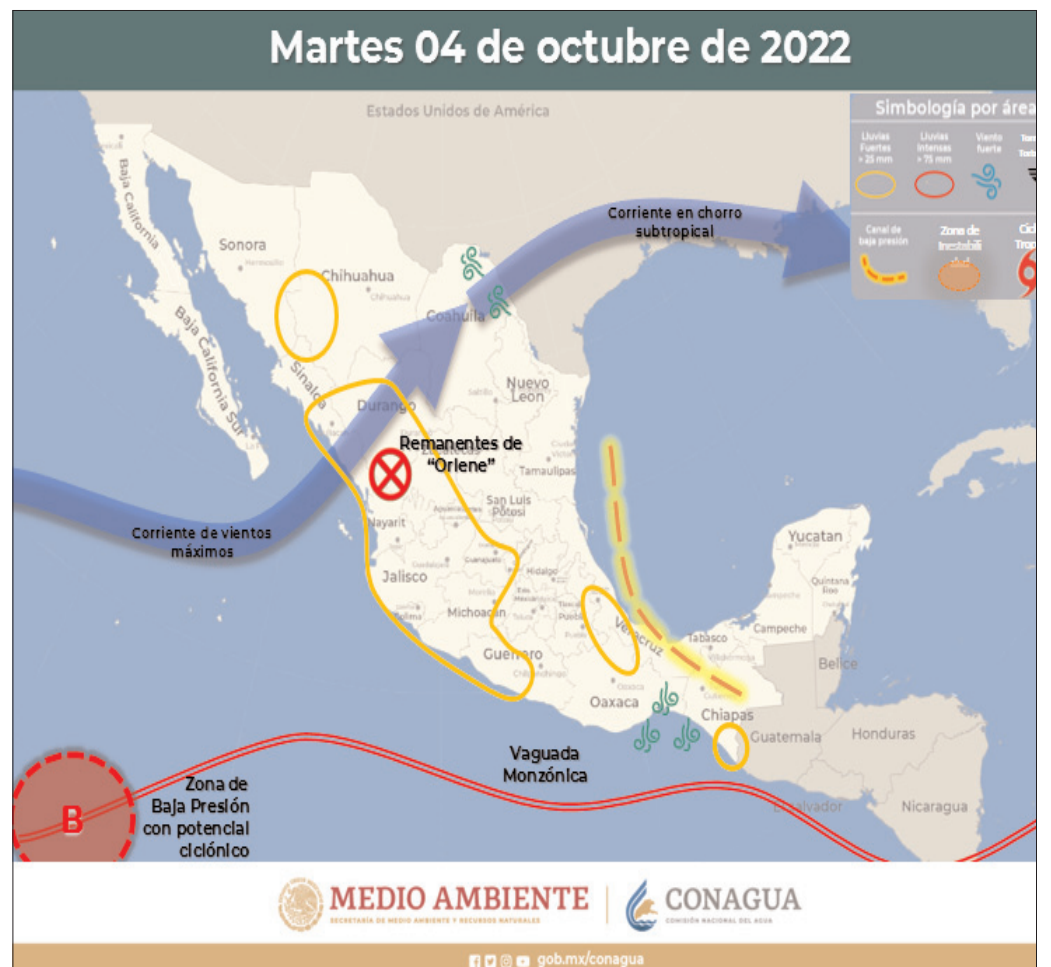 Martes 04 de octubre de 2022
Estados Unidos de América
Simbología por área
Lluvias
Fuertes
> 25 mm
Lluvias
Intensas
> 75 mm
Viento
fuerte
Canal de
baja presión
Zona de
Inestabili
Baja California
Sonora
Chihuahua
Chihuahua
Coahuila
Corriente en chorro
subtropical
Baja California Sur
Sinaloa
Durango
Nuevo
León
Remanentes de
"Orlene"
Tamaulipas
San Luis
Potosí
Corriente de vientos
máximos
Nayarit
Jalisco
Hidalgo
Michoacán
Guerrero
Veracruz
Oaxaca
Tabasco
Chiapas
Yucatan
Quintana
Roo
Campeche
Belice
Guatemala
Honduras
Nicaragua
Vaguada
Monzónica
B
Zona de
Baja Presión
con potencial
ciclónico
MEDIO AMBIENTE
SECRETARÍA DE MEDIO AMBIENTE Y RECURSOS NATURALES
CONAGUA
COMISIÓN NACIONAL DEL AGUA
gob.mx/conagua